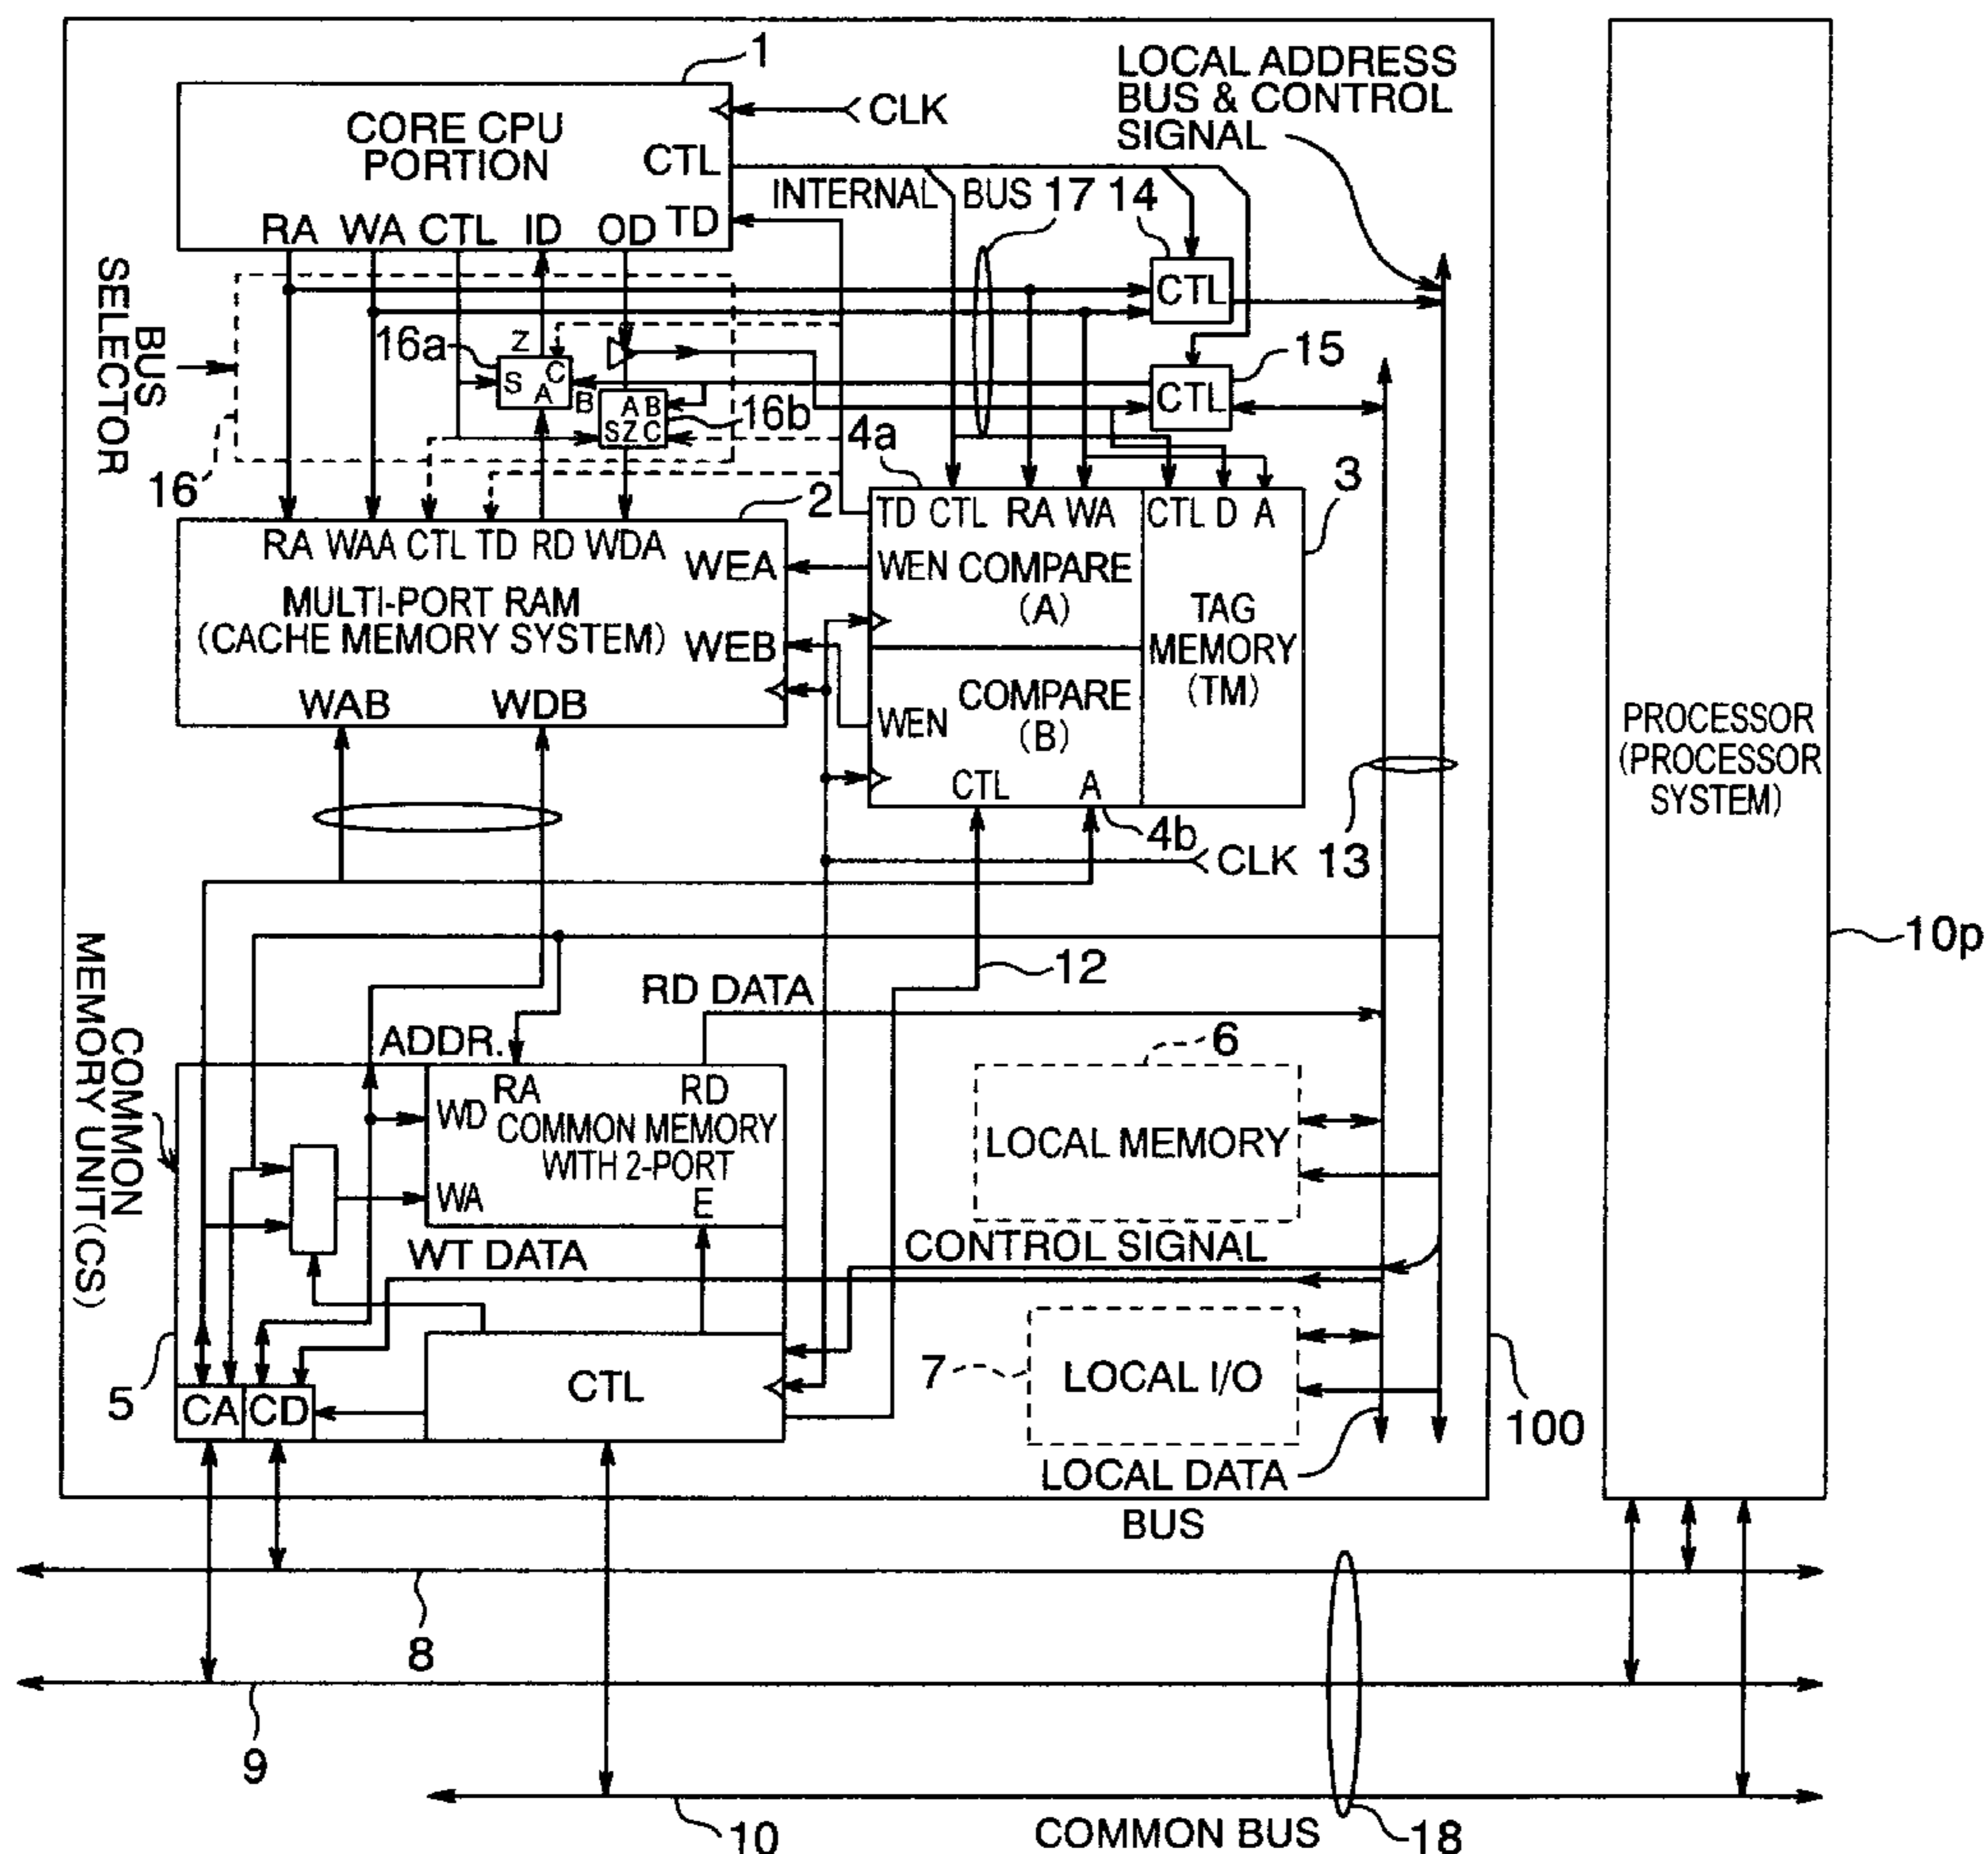 1
CORE CPU
PORTION
CLK
CTL
TD
RA WA CTL ID OD
LOCAL ADDRESS
BUS & CONTROL
SIGNAL
INTERNAL BUS 17 14
CTL
BUS
SELECTOR
16
16a
Z
S C
A
B
A B
S Z C
16b
CTL
15
4a
2
RA WAA CTL TD RD WDA
WEA
MULTI-PORT RAM
(CACHE MEMORY SYSTEM)
WEB
WAB WDB
TD CTL RA WA
CTL D A
3
WEN COMPARE
(A)
TAG
MEMORY
(TM)
WEN
COMPARE
(B)
CTL A
4b
CLK
13
PROCESSOR
(PROCESSOR
SYSTEM)
10p
12
RD DATA
ADDR.
COMMON
MEMORY UNIT(CS)
RA RD
WD
COMMON MEMORY
WITH 2-PORT
WA
E
6
LOCAL MEMORY
WT DATA
CONTROL SIGNAL
5
CA CD
CTL
7
LOCAL I/O
100
LOCAL DATA
BUS
8
9
10
COMMON BUS
18